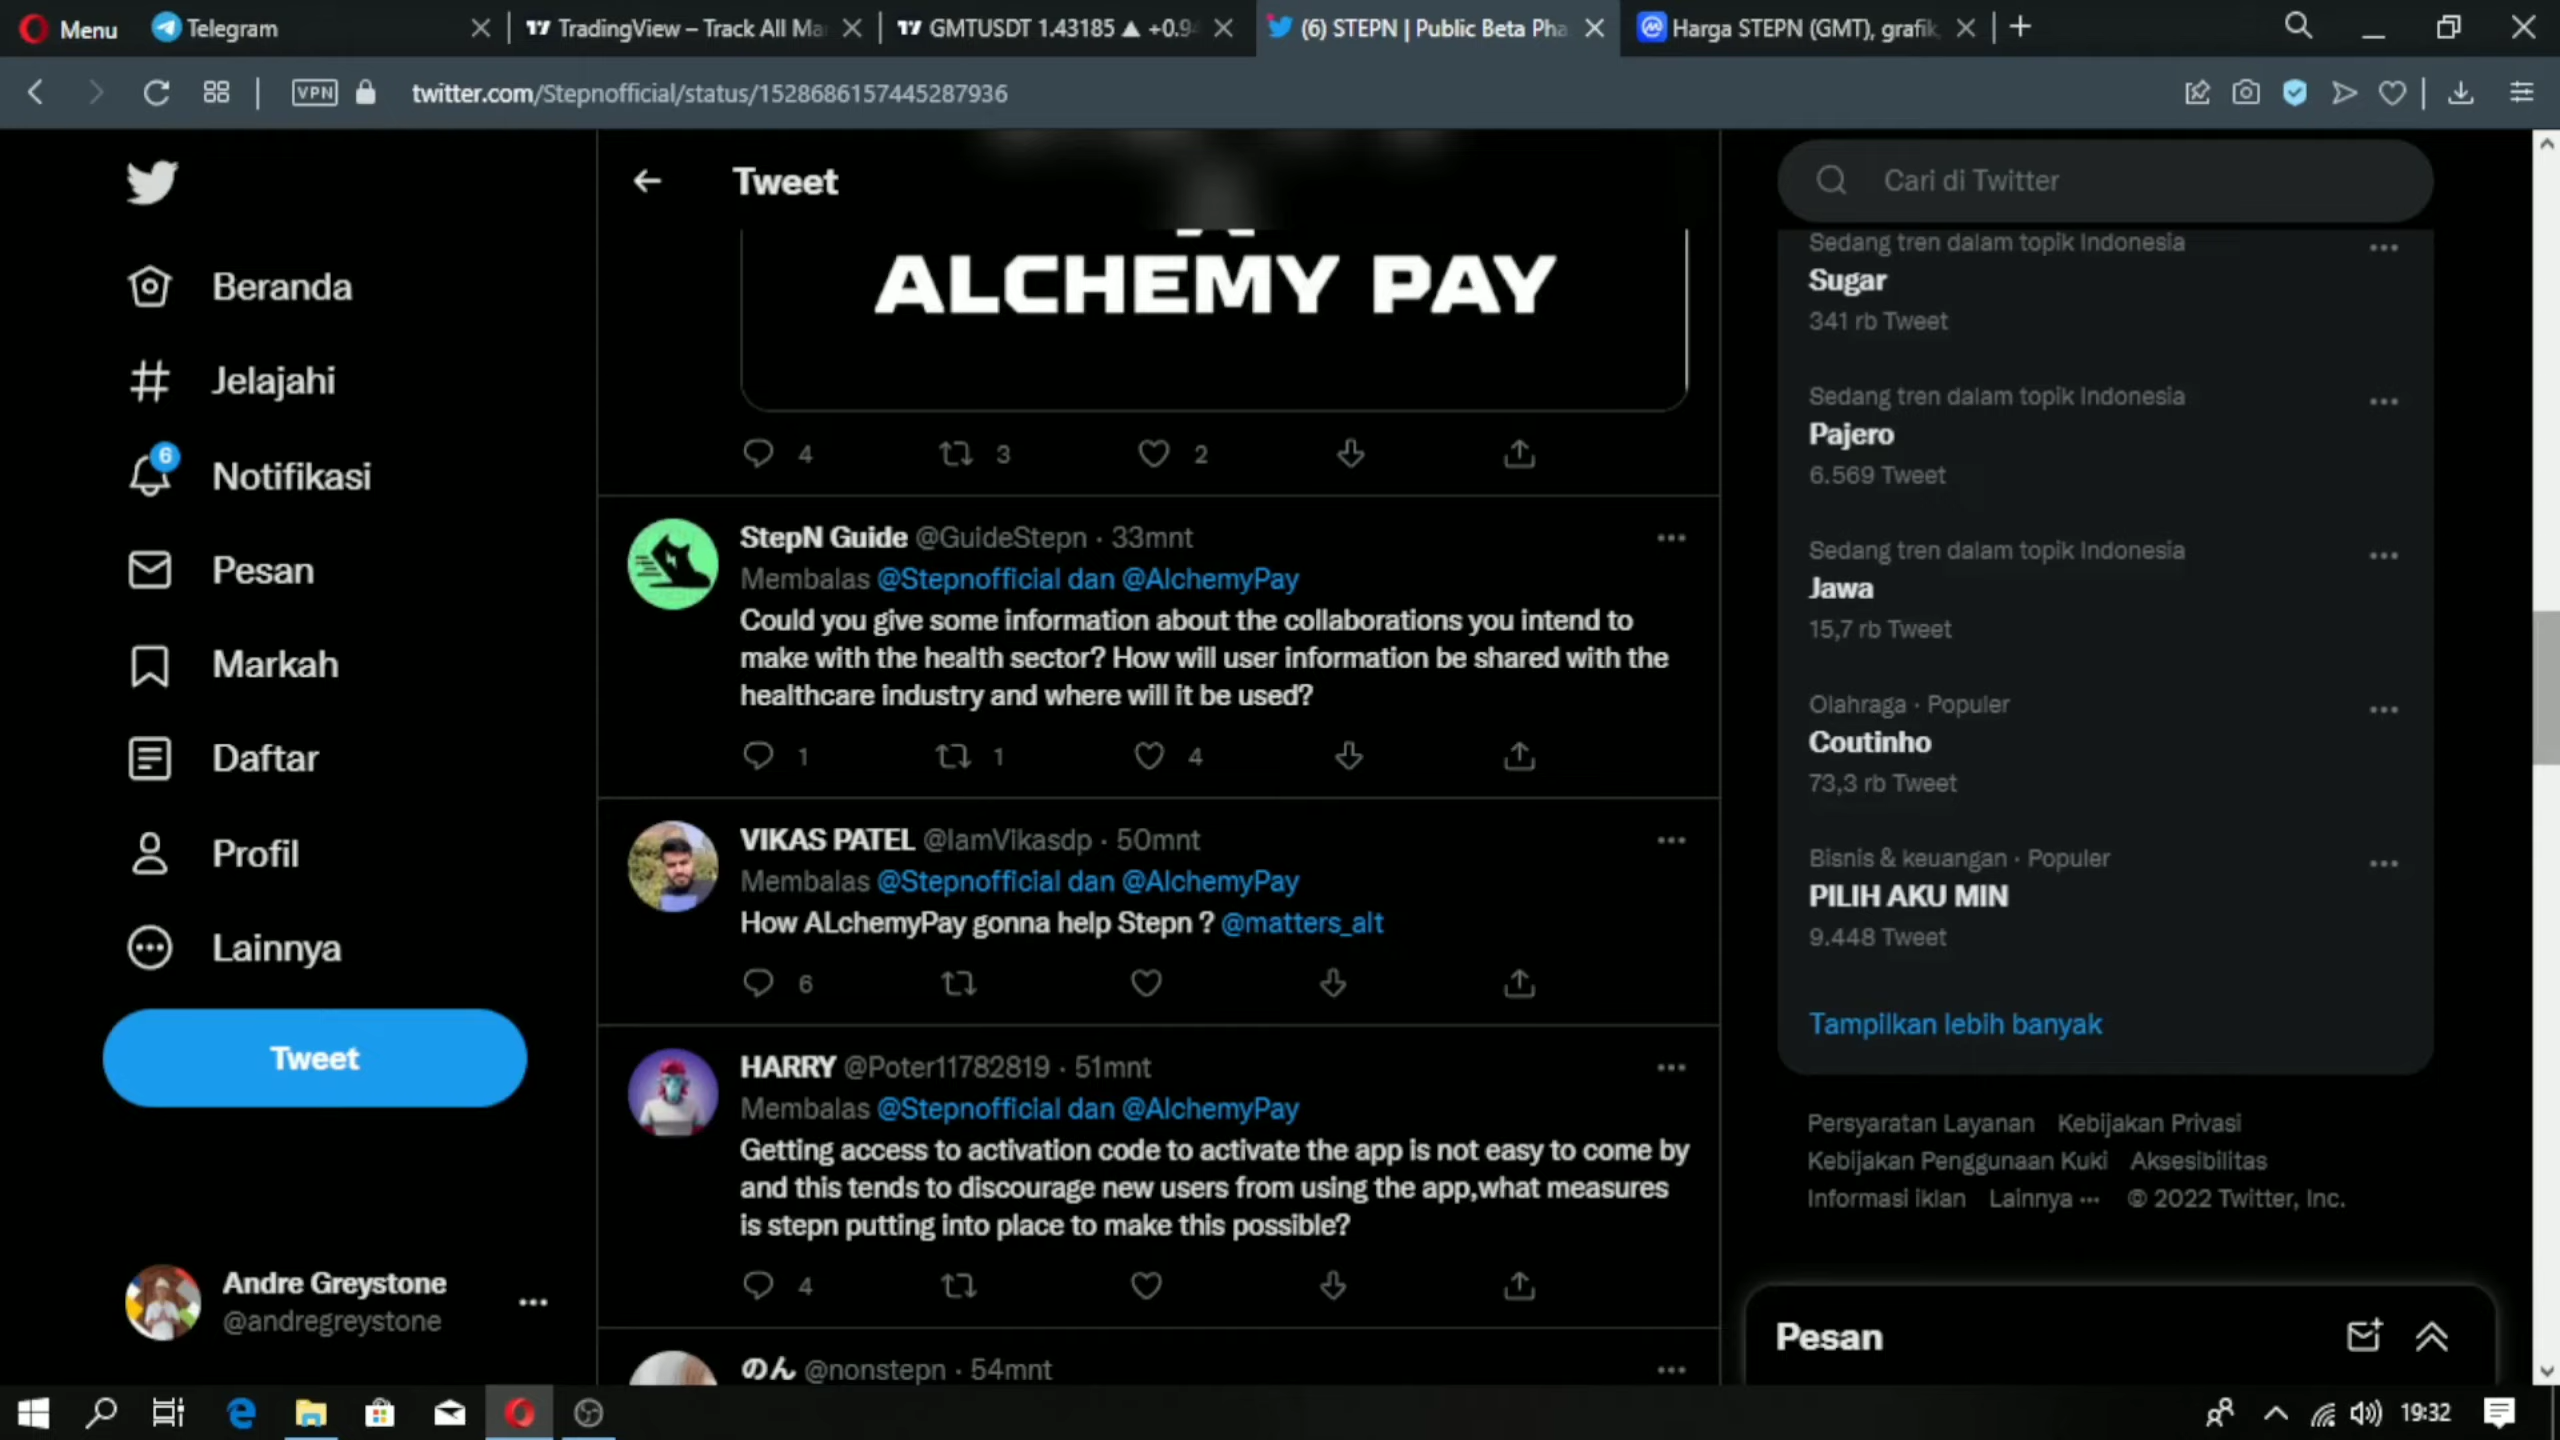 Menu
Telegram
TradingView – Track All Ma
GMTUSDT 1.43185 ▲ +0.9
(6) STEPN | Public Beta Pha
Harga STEPN (GMT), grafik,
VPN
twitter.com/Stepnofficial/status/1528686157445287936
Beranda
Jelajahi
6
Notifikasi
Pesan
Markah
Daftar
Profil
Lainnya
Tweet
Andre Greystone
@andregreystone
Tweet
ALCHEMY PAY
4 3 2
StepN Guide @GuideStepn · 33mnt
Membalas @Stepnofficial dan @AlchemyPay
Could you give some information about the collaborations you intend to
make with the health sector? How will user information be shared with the
healthcare industry and where will it be used?
1 1 4
VIKAS PATEL @IamVikasdp · 50mnt
Membalas @Stepnofficial dan @AlchemyPay
How ALchemyPay gonna help Stepn ? @matters_alt
6
HARRY @Poter11782819 · 51mnt
Membalas @Stepnofficial dan @AlchemyPay
Getting access to activation code to activate the app is not easy to come by
and this tends to discourage new users from using the app,what measures
is stepn putting into place to make this possible?
4
のん @nonstepn · 54mnt
Cari di Twitter
Sedang tren dalam topik Indonesia
Sugar
341 rb Tweet
Sedang tren dalam topik Indonesia
Pajero
6.569 Tweet
Sedang tren dalam topik Indonesia
Jawa
15,7 rb Tweet
Olahraga · Populer
Coutinho
73,3 rb Tweet
Bisnis & keuangan · Populer
PILIH AKU MIN
9.448 Tweet
Tampilkan lebih banyak
Persyaratan Layanan Kebijakan Privasi
Kebijakan Penggunaan Kuki Aksesibilitas
Informasi iklan Lainnya ··· © 2022 Twitter, Inc.
Pesan
19:32